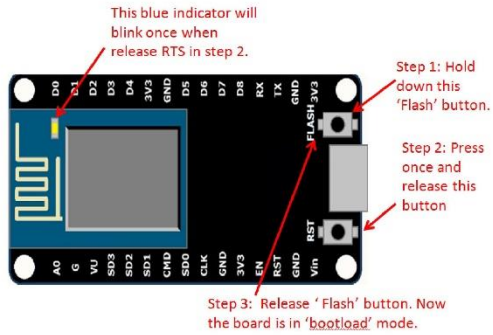 This blue indicator will
blink once when
release RTS in step 2.
Step 1: Hold
down this
'Flash' button.
D0 D1 D2 D3 D4 3V3 GND D5 D6 D7 D8 RX TX GND 3V3
FLASH
Step 2: Press
once and
release this
button
RST
A0 G VU SD3 SD2 SD1 CMD SD0 CLK GND 3V3 EN RST GND Vin
Step 3: Release ‘ Flash’ button. Now
the board is in ‘bootload’ mode.